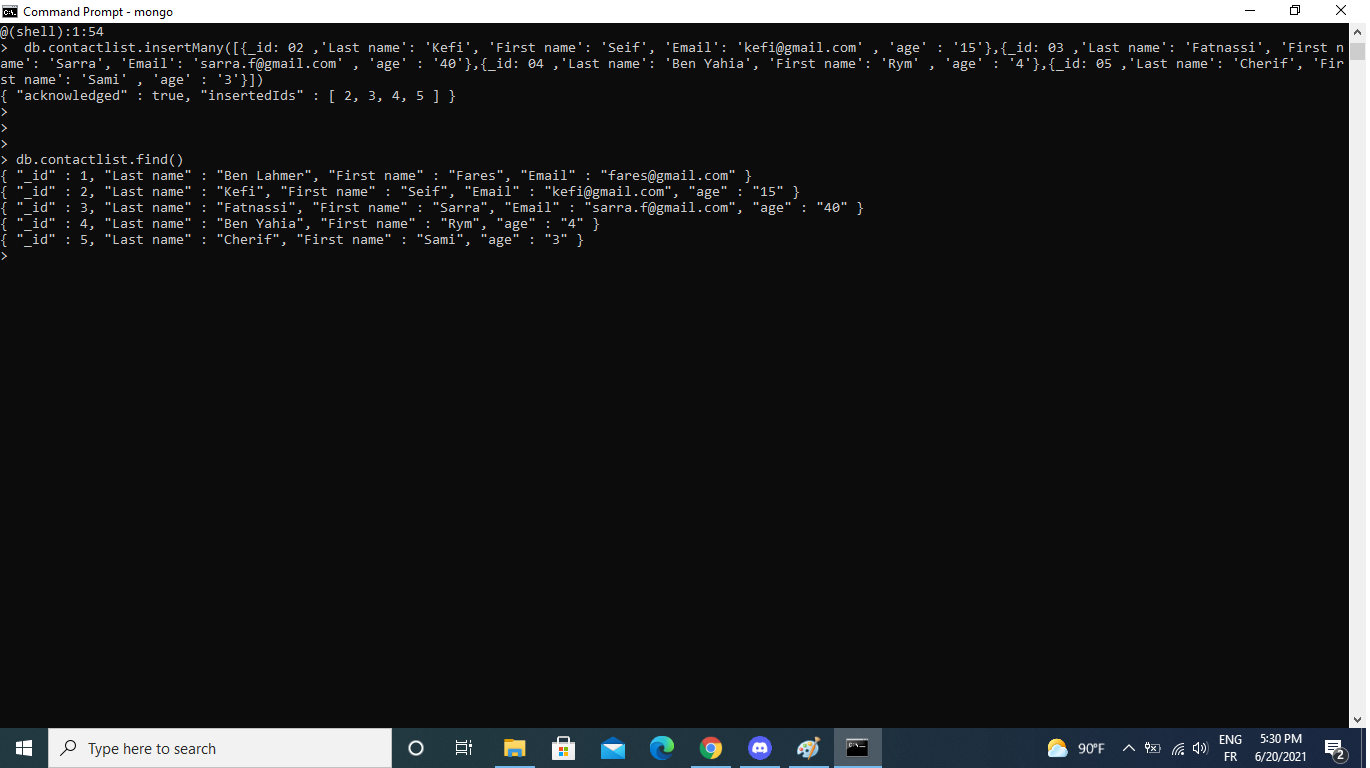 Command Prompt - mongo
@(shell):1:54
>  db.contactlist.insertMany([{_id: 02 ,'Last name': 'Kefi', 'First name': 'Seif', 'Email': 'kefi@gmail.com' , 'age' : '15'},{_id: 03 ,'Last name': 'Fatnassi', 'First n
ame': 'Sarra', 'Email': 'sarra.f@gmail.com' , 'age' : '40'},{_id: 04 ,'Last name': 'Ben Yahia', 'First name': 'Rym' , 'age' : '4'},{_id: 05 ,'Last name': 'Cherif', 'Fir
st name': 'Sami' , 'age' : '3'}])
{ "acknowledged" : true, "insertedIds" : [ 2, 3, 4, 5 ] }
>
>
>
> db.contactlist.find()
{ "_id" : 1, "Last name" : "Ben Lahmer", "First name" : "Fares", "Email" : "fares@gmail.com" }
{ "_id" : 2, "Last name" : "Kefi", "First name" : "Seif", "Email" : "kefi@gmail.com", "age" : "15" }
{ "_id" : 3, "Last name" : "Fatnassi", "First name" : "Sarra", "Email" : "sarra.f@gmail.com", "age" : "40" }
{ "_id" : 4, "Last name" : "Ben Yahia", "First name" : "Rym", "age" : "4" }
{ "_id" : 5, "Last name" : "Cherif", "First name" : "Sami", "age" : "3" }
>
Type here to search
90°F
ENG
FR
5:30 PM
6/20/2021
2